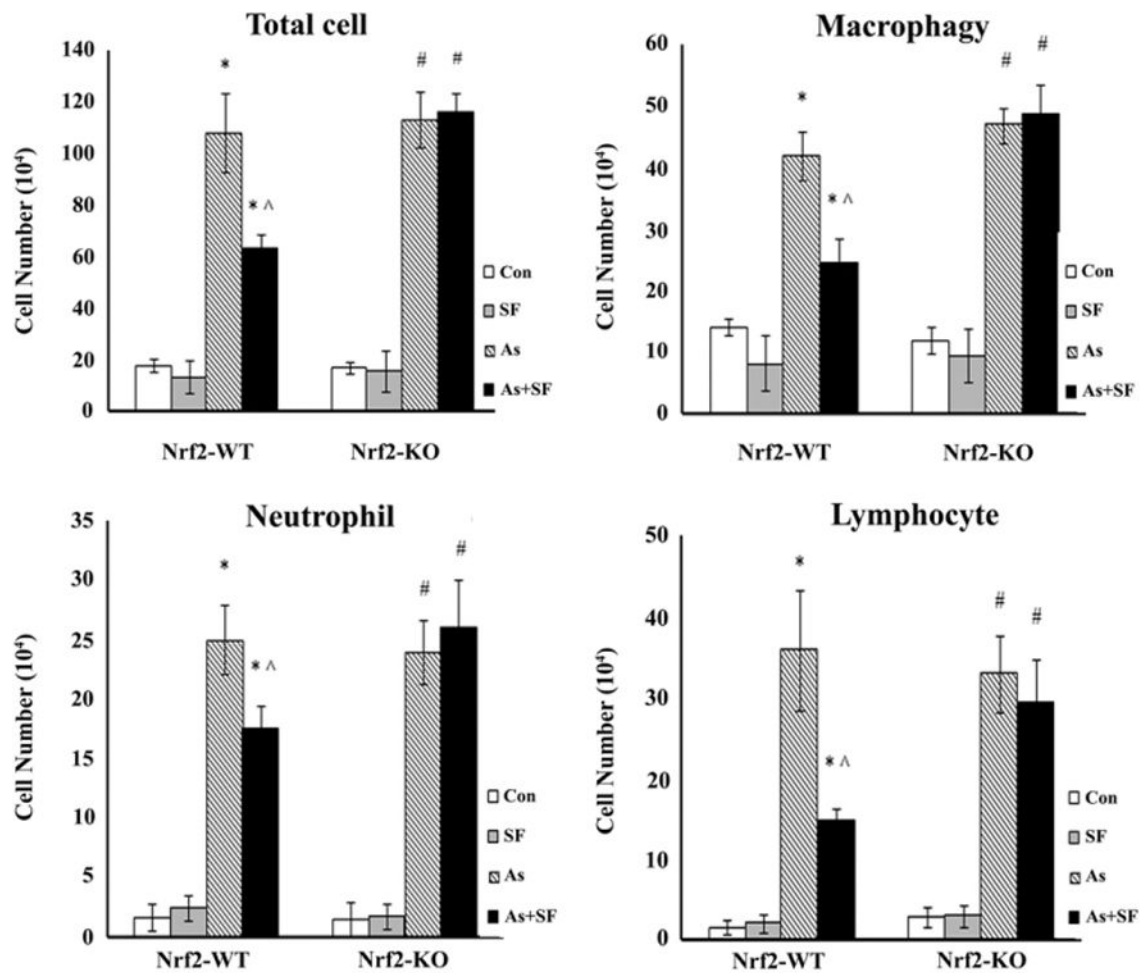 Total cell
140
120
100
80
60
40
20
0
Cell Number (10⁴)
* * ^ # #
Con
SF
As
As+SF
Nrf2-WT Nrf2-KO
Macrophagy
60
50
40
30
20
10
0
Cell Number (10⁴)
* * ^ # #
Con
SF
As
As+SF
Nrf2-WT Nrf2-KO
Neutrophil
35
30
25
20
15
10
5
0
Cell Number (10⁴)
* * ^ # #
Con
SF
As
As+SF
Nrf2-WT Nrf2-KO
Lymphocyte
50
40
30
20
10
0
Cell Number (10⁴)
* * ^ # #
Con
SF
As
As+SF
Nrf2-WT Nrf2-KO